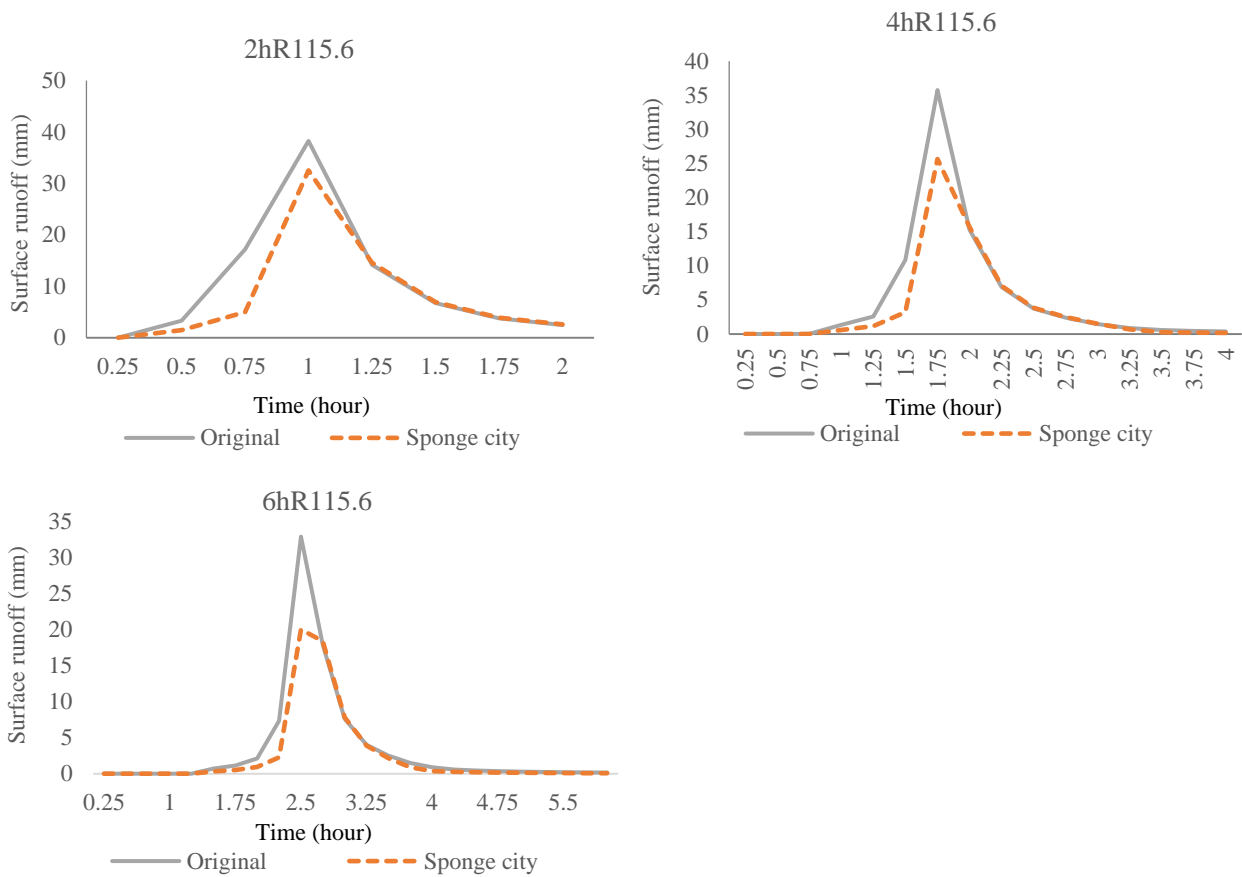 2hR115.6
Surface runoff (mm)
50
40
30
20
10
0
0.25 0.5 0.75 1 1.25 1.5 1.75 2
Time (hour)
Original Sponge city
4hR115.6
Surface runoff (mm)
40
35
30
25
20
15
10
5
0
0.25 0.5 0.75 1 1.25 1.5 1.75 2 2.25 2.5 2.75 3 3.25 3.5 3.75 4
Time (hour)
Original Sponge city
6hR115.6
Surface runoff (mm)
35
30
25
20
15
10
5
0
0.25 1 1.75 2.5 3.25 4 4.75 5.5
Time (hour)
Original Sponge city